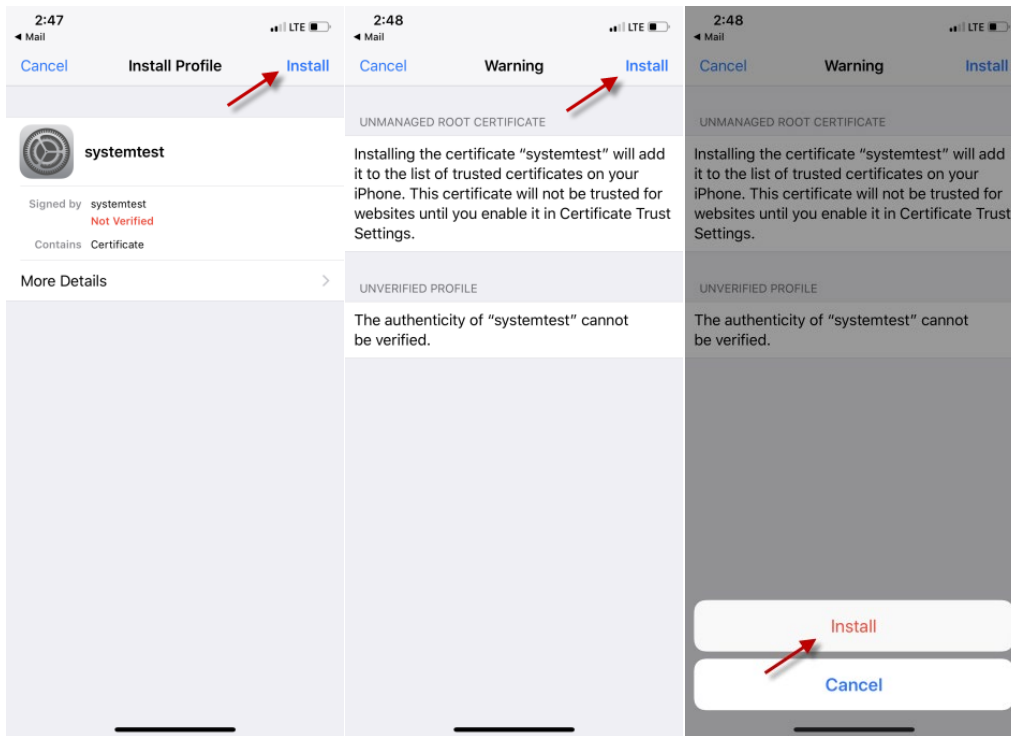 2:47
LTE
◀ Mail
Cancel
Install Profile
Install
systemtest
Signed by systemtest
Not Verified
Contains Certificate
More Details
2:48
LTE
◀ Mail
Cancel
Warning
Install
UNMANAGED ROOT CERTIFICATE
Installing the certificate “systemtest” will add
it to the list of trusted certificates on your
iPhone. This certificate will not be trusted for
websites until you enable it in Certificate Trust
Settings.
UNVERIFIED PROFILE
The authenticity of “systemtest” cannot
be verified.
2:48
LTE
◀ Mail
Cancel
Warning
Install
UNMANAGED ROOT CERTIFICATE
Installing the certificate “systemtest” will add
it to the list of trusted certificates on your
iPhone. This certificate will not be trusted for
websites until you enable it in Certificate Trust
Settings.
UNVERIFIED PROFILE
The authenticity of “systemtest” cannot
be verified.
Install
Cancel